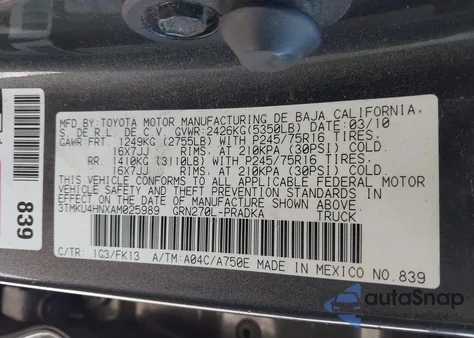 839
MFD. BY: TOYOTA MOTOR MANUFACTURING DE BAJA CALIFORNIA,
S. DE R.L. DE C.V. GVWR: 2426KG(5350LB) DATE: 03/10
GAWR FRT. 1249KG (2755LB) WITH P245/75R16 TIRES,
16X7JJ RIMS, AT 210KPA (30PSI) COLD
RR. 1410KG (3110LB) WITH P245/75R16 TIRES,
16X7JJ RIMS, AT 210KPA (30PSI) COLD
THIS VEHICLE CONFORMS TO ALL APPLICABLE FEDERAL MOTOR
VEHICLE SAFETY, BUMPER, AND THEFT PREVENTION STANDARDS
IN EFFECT ON THE DATE OF MANUFACTURE SHOWN ABOVE.
3TMKU4HNXAM025989 GRN270L-PRADKA TRUCK
C/TR: 1G3/FK13 A/TM: A04C/A750E MADE IN MEXICO NO. 839
autoSnap